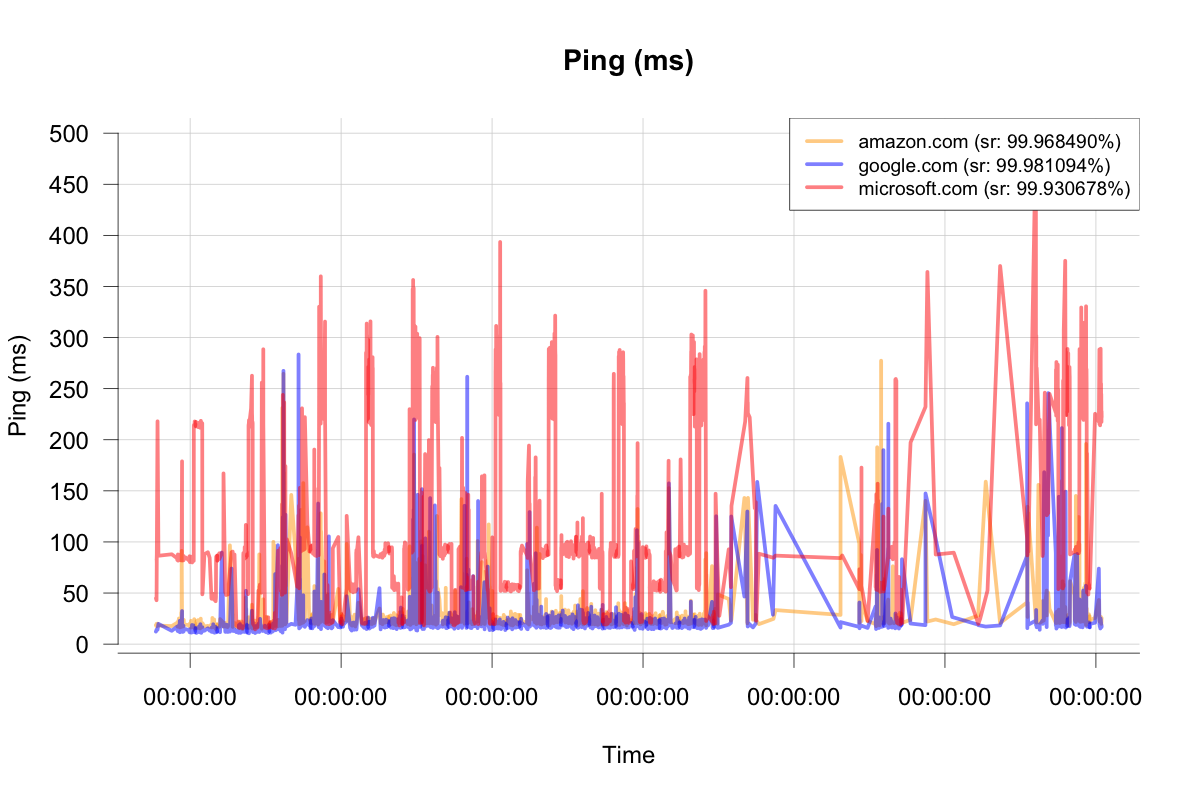 Ping (ms)
amazon.com (sr: 99.968490%)
google.com (sr: 99.981094%)
microsoft.com (sr: 99.930678%)
500
450
400
350
300
250
200
150
100
50
0
Ping (ms)
00:00:00 00:00:00 00:00:00 00:00:00 00:00:00 00:00:00 00:00:00
Time